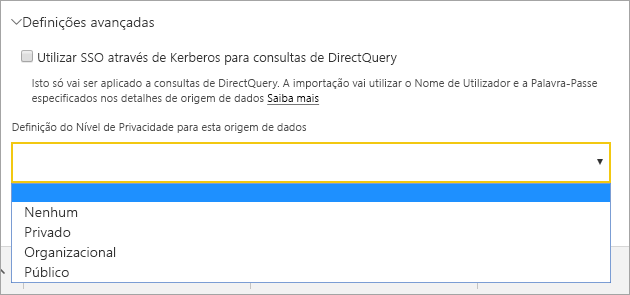 Definições avançadas
Utilizar SSO através de Kerberos para consultas de DirectQuery
Isto só vai ser aplicado a consultas de DirectQuery. A importação vai utilizar o Nome de Utilizador e a Palavra-Passe
especificados nos detalhes de origem de dados Saiba mais
Definição do Nível de Privacidade para esta origem de dados
Nenhum
Privado
Organizacional
Público